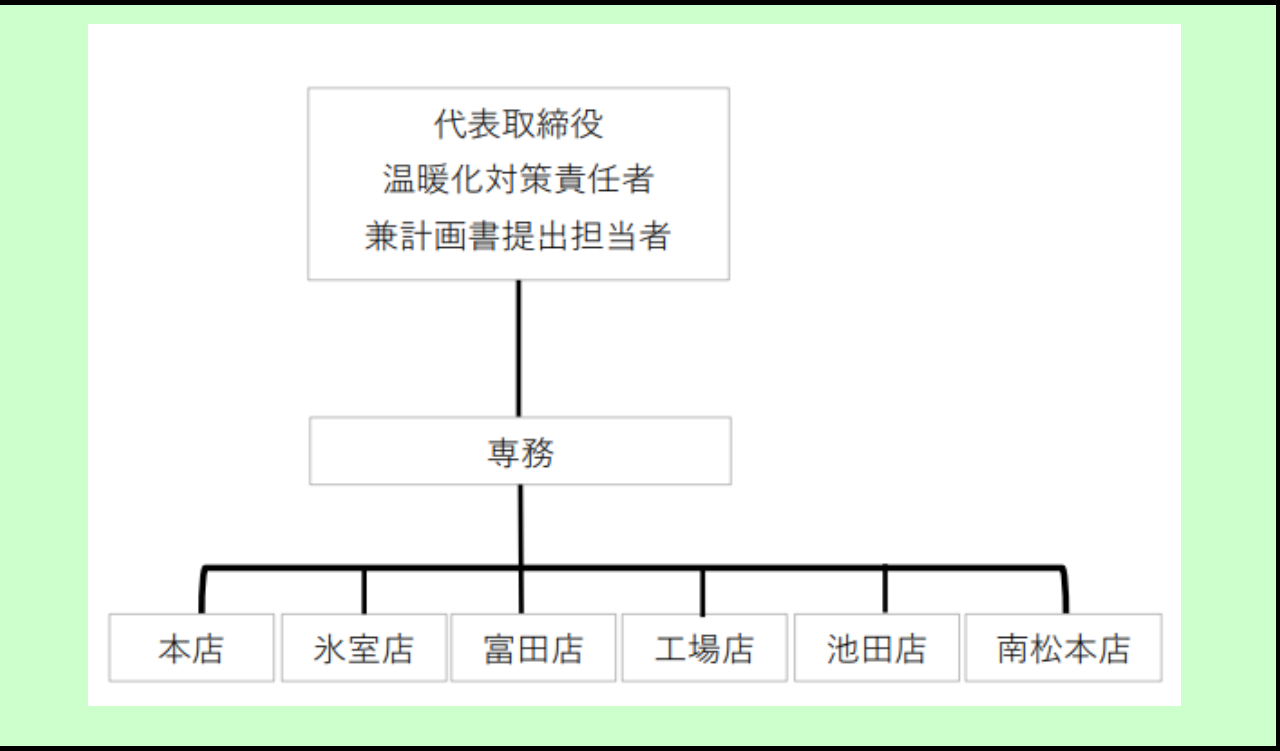 代表取締役
温暖化対策責任者
兼計画書提出担当者
専務
本店
氷室店
富田店
工場店
池田店
南松本店